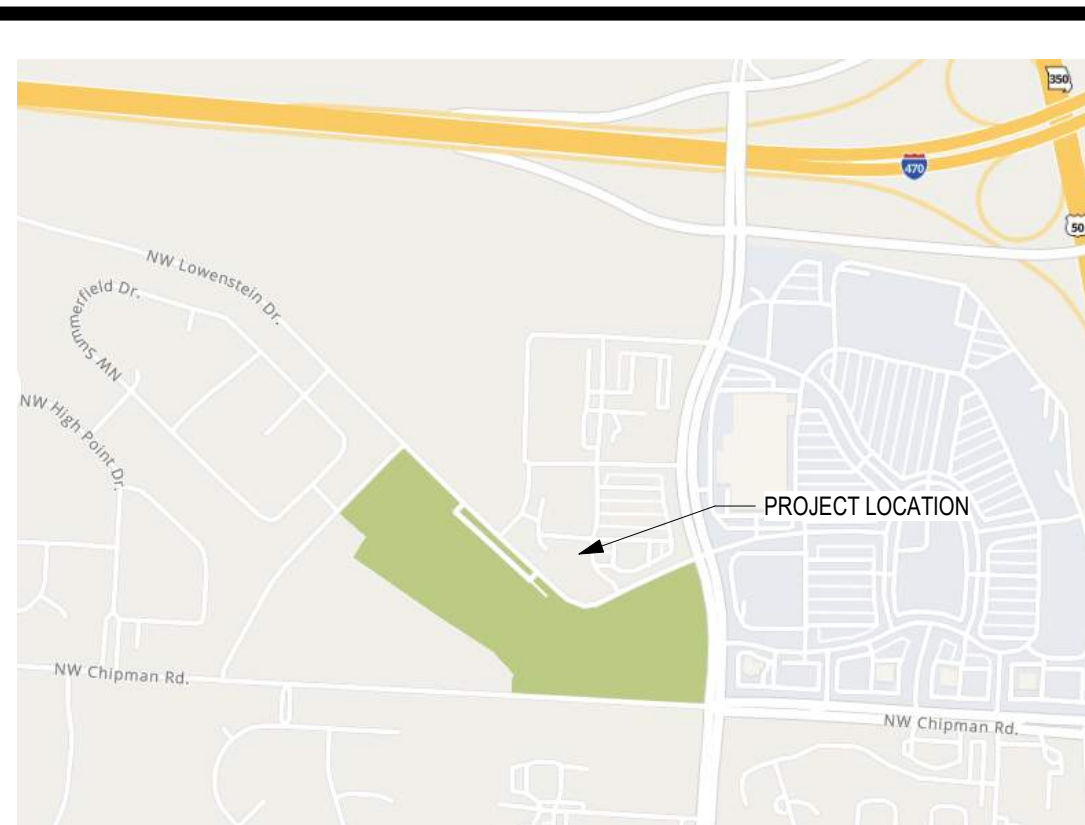 350
470
50
NW Lowenstein Dr.
NW Summerfield Dr.
NW High Point Dr.
PROJECT LOCATION
NW Chipman Rd.
NW Chipman Rd.